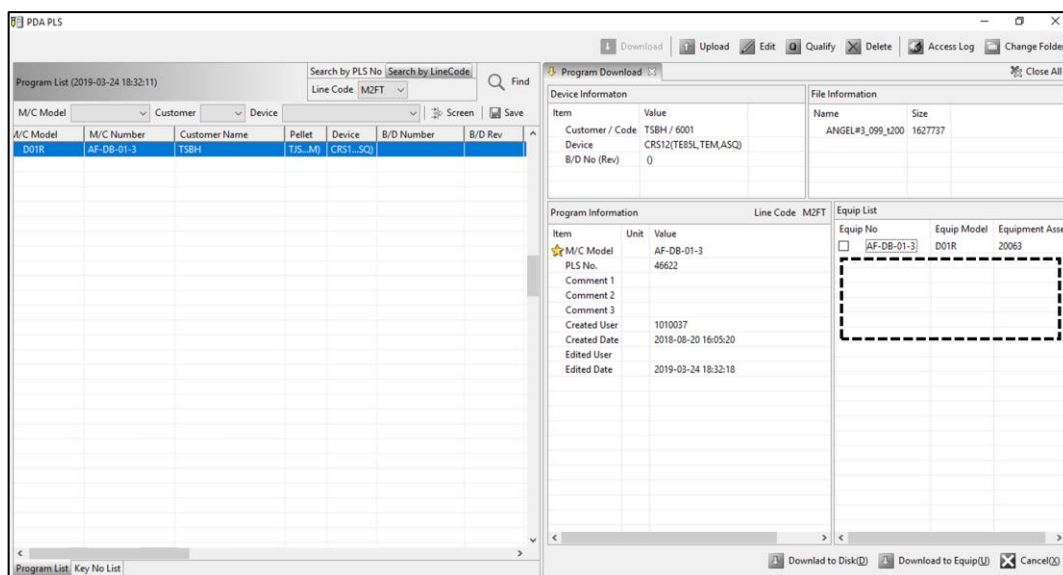 PDA PLS
Download Upload Edit Qualify Delete Access Log Change Folde
Program List (2019-03-24 18:32:11)
Search by PLS No Search by LineCode
Line Code M2FT
Find
M/C Model Customer Device Screen Save
M/C Model M/C Number Customer Name Pellet Device B/D Number B/D Rev
D01R AF-DB-01-3 TSBH TJS...M) CRS1...SQ)
Program List Key No List
Program Download
Close All
Device Informaton
Item Value
Customer / Code TSBH / 6001
Device CRS12(TE85L,TEM,ASQ)
B/D No (Rev) ()
File Information
Name Size
ANGEL#3_099_t200 1627737
Program Information Line Code M2FT
Item Unit Value
M/C Model AF-DB-01-3
PLS No. 46622
Comment 1
Comment 2
Comment 3
Created User 1010037
Created Date 2018-08-20 16:05:20
Edited User
Edited Date 2019-03-24 18:32:18
Equip List
Equip No Equip Model Equipment Asse
AF-DB-01-3 D01R 20063
Downlad to Disk(D) Download to Equip(U) Cancel(X)